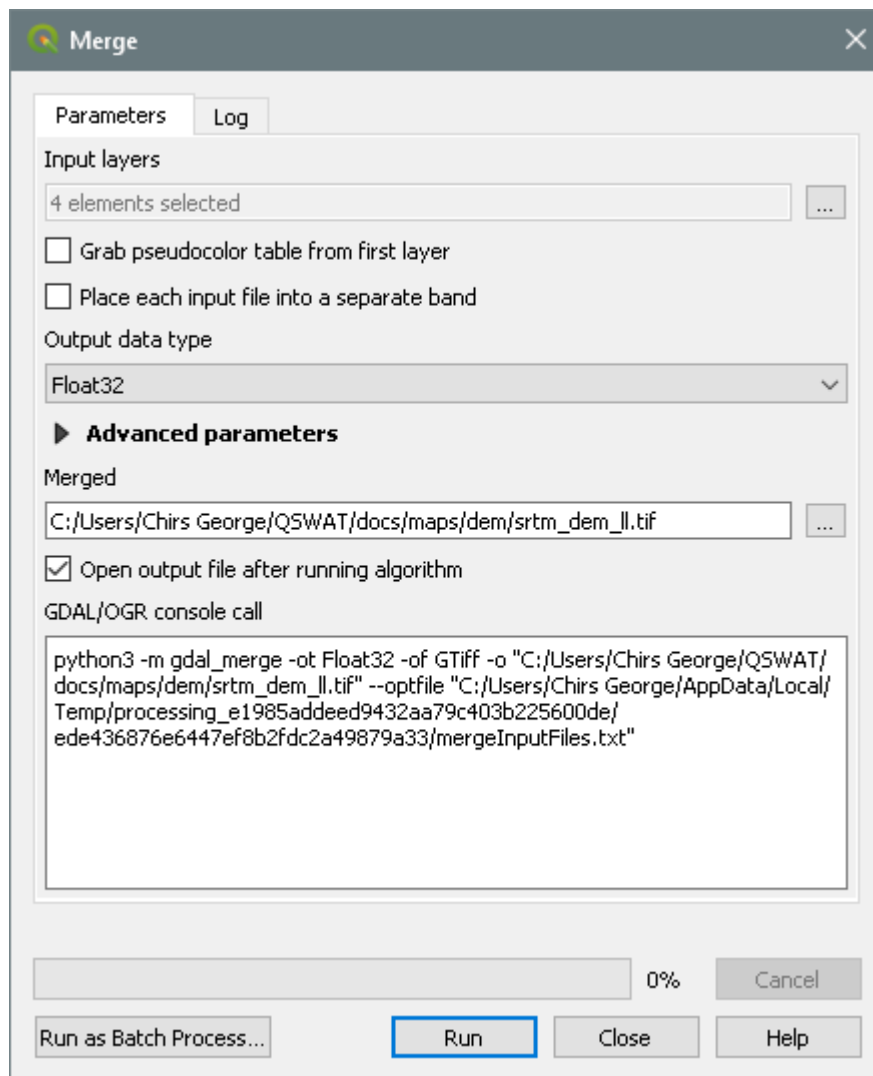 Merge
Parameters
Log
Input layers
4 elements selected
...
Grab pseudocolor table from first layer
Place each input file into a separate band
Output data type
Float32
Advanced parameters
Merged
C:/Users/Chirs George/QSWAT/docs/maps/dem/srtm_dem_ll.tif
...
Open output file after running algorithm
GDAL/OGR console call
python3 -m gdal_merge -ot Float32 -of GTiff -o "C:/Users/Chirs George/QSWAT/
docs/maps/dem/srtm_dem_ll.tif" --optfile "C:/Users/Chirs George/AppData/Local/
Temp/processing_e1985addeed9432aa79c403b225600de/
ede436876e6447ef8b2fdc2a49879a33/mergeInputFiles.txt"
0%
Cancel
Run as Batch Process...
Run
Close
Help